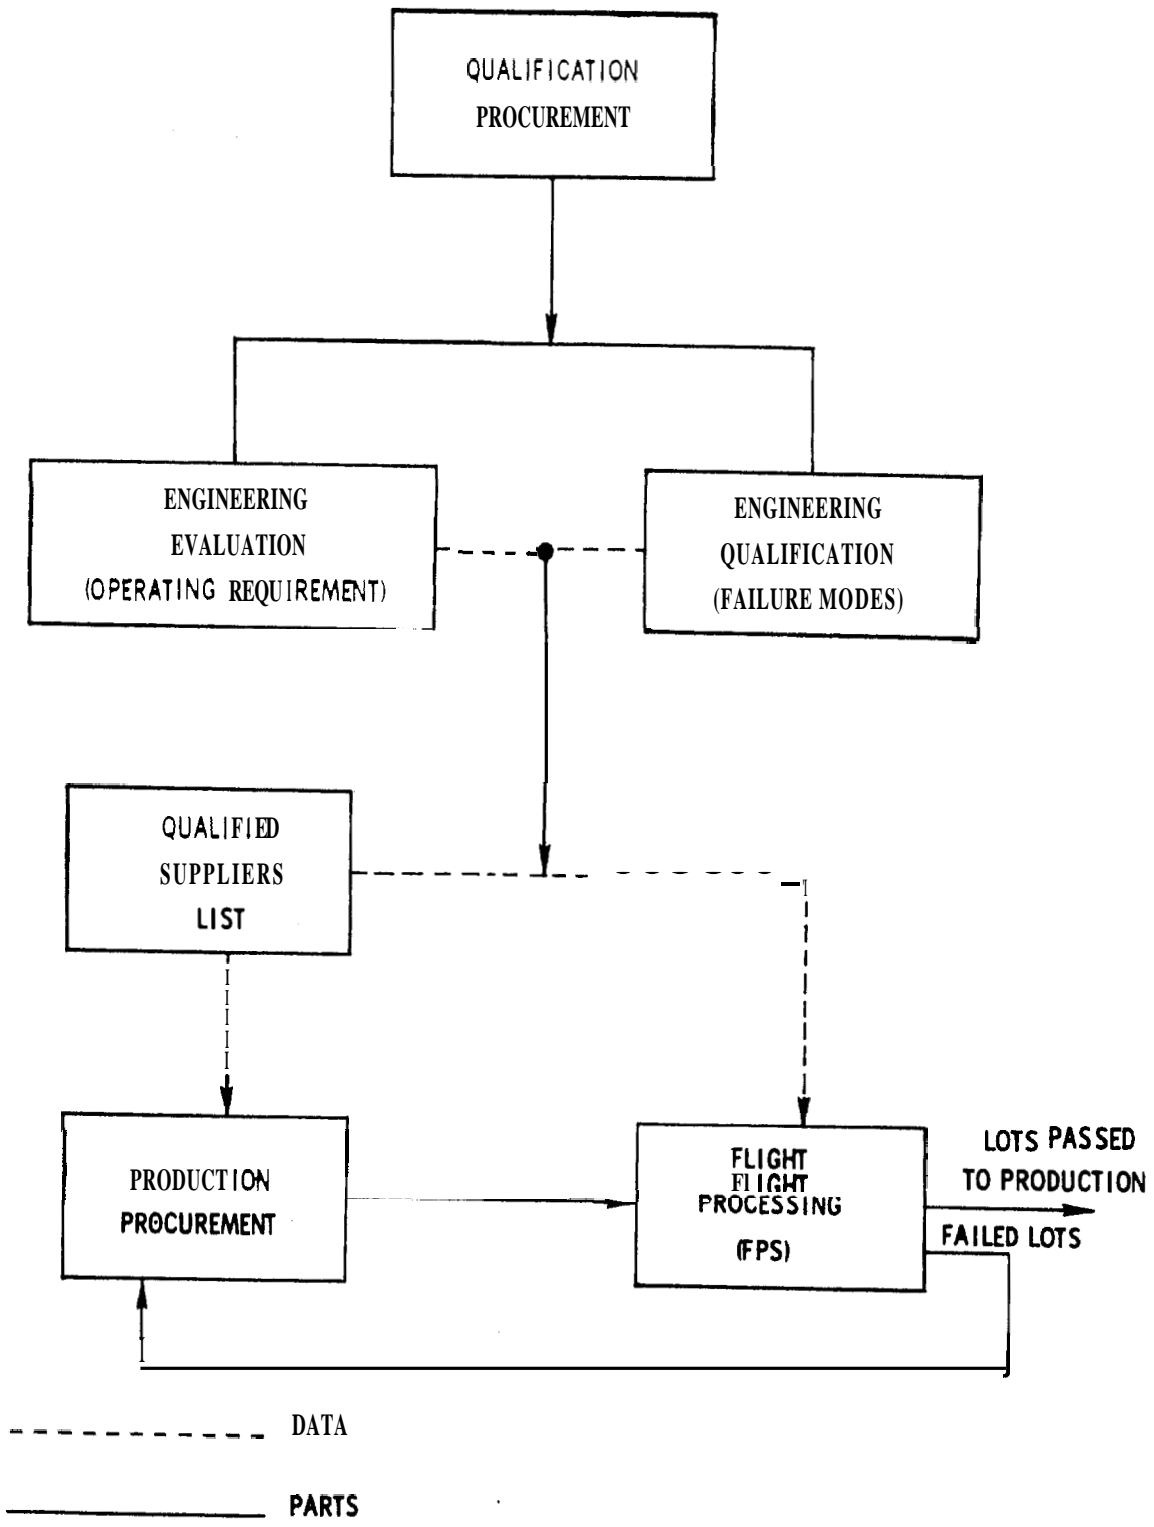 QUALIFICATION
PROCUREMENT
ENGINEERING
EVALUATION
(OPERATING REQUIREMENT)
ENGINEERING
QUALIFICATION
(FAILURE MODES)
QUALIFIED
SUPPLIERS
LIST
PRODUCTION
PROCUREMENT
FLIGHT
FLIGHT
PROCESSING
(FPS)
LOTS PASSED
TO PRODUCTION
FAILED LOTS
DATA
PARTS